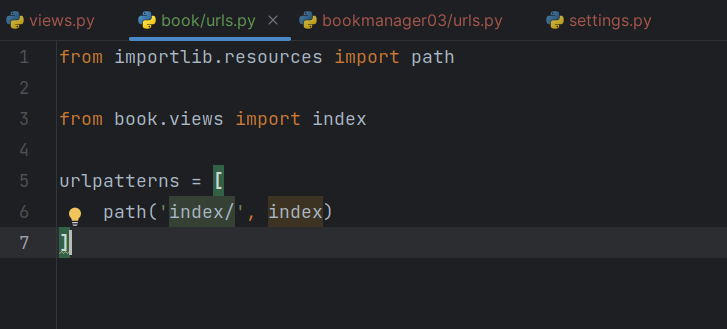 views.py book/urls.py bookmanager03/urls.py settings.py
1 from importlib.resources import path
2
3 from book.views import index
4
5 urlpatterns = [
6 path('index/', index)
7 ]